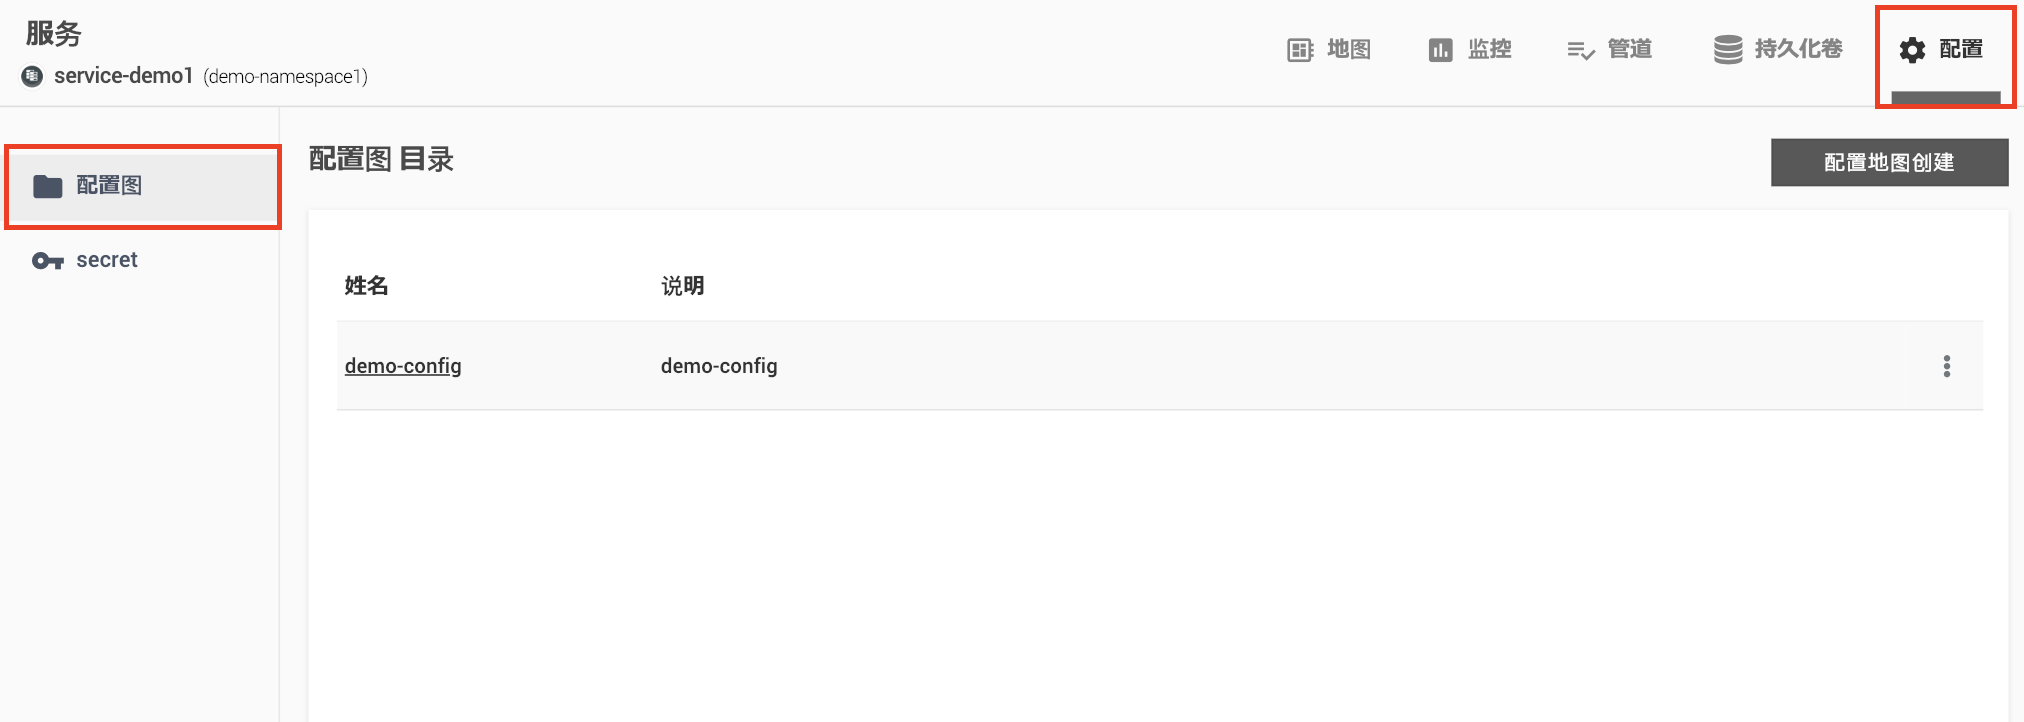 服务
service-demo1 (demo-namespace1)
地图
监控
管道
持久化卷
配置
配置图
secret
配置图 目录
配置地图创建
姓名 说明
demo-config demo-config